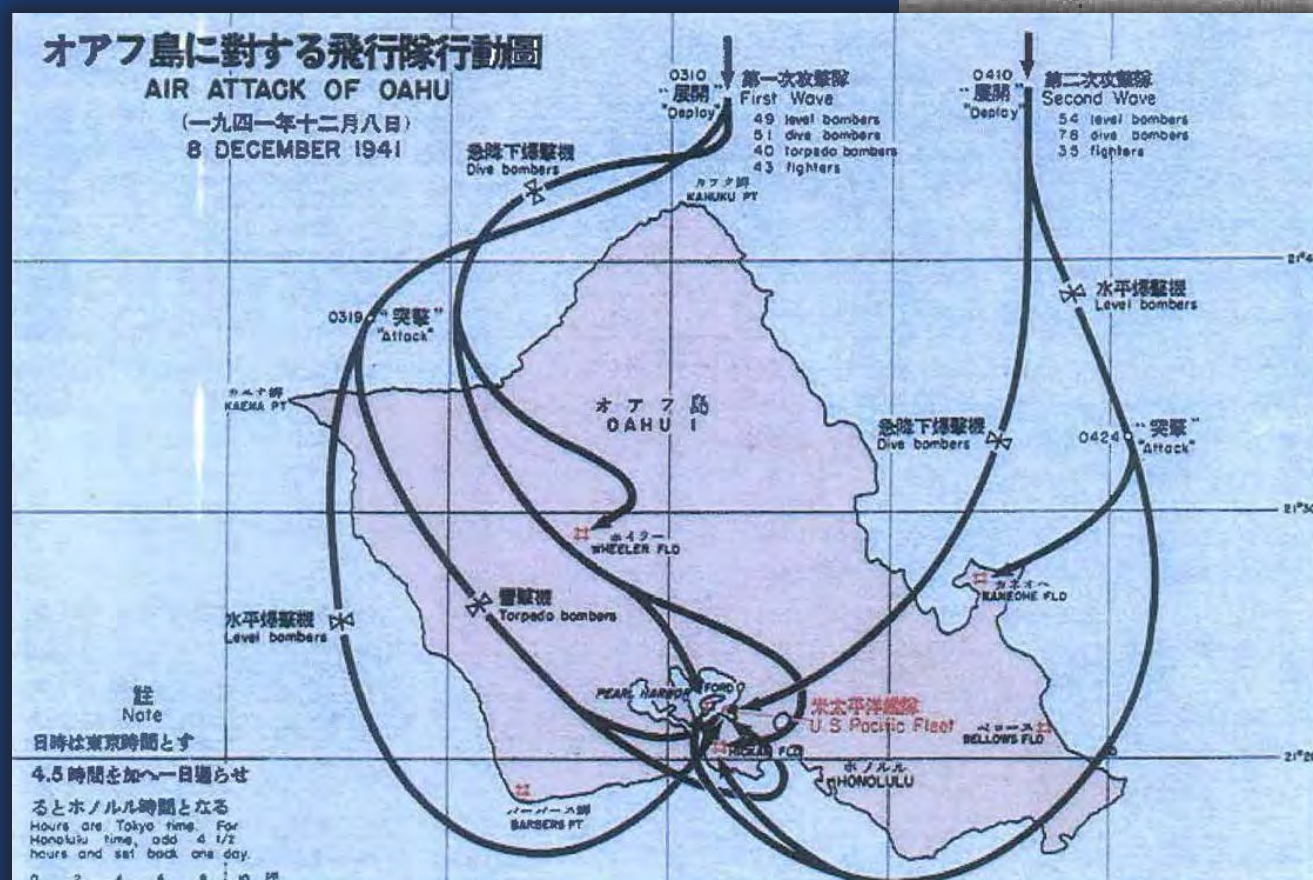 オアフ島に對する飛行隊行動圖
AIR ATTACK OF OAHU
(一九四一年十二月八日)
8 DECEMBER 1941
0310
"展開"
"Deploy"
第一次攻撃隊
First Wave
49 level bombers
51 dive bombers
40 torpedo bombers
43 fighters
0410
"展開"
"Deploy"
第二次攻撃隊
Second Wave
54 level bombers
78 dive bombers
35 fighters
急降下爆撃機
Dive bombers
KAHUKU PT
水平爆撃機
Level bombers
0319
"突撃"
"Attack"
KAENA PT
オアフ島
OAHU I
急降下爆撃機
Dive bombers
0424
"突撃"
"Attack"
21°30
ホイラー
WHEELER FLD
カネオヘ
KANEOHE FLD
雷撃機
Torpedo bombers
水平爆撃機
Level bombers
PEARL HARBOR
FORD
米太平洋艦隊
U S Pacific Fleet
ベロース
BELLOWS FLD
HICKAM FLD
ホノルル
HONOLULU
バーバース岬
BARBERS PT
註
Note
日時は東京時間とす
4.5時間を加へ一日遅らせ
るとホノルル時間となる
Hours are Tokyo time. For
Honolulu time, add 4 1/2
hours and set back one day.
0 2 4 6 8 10